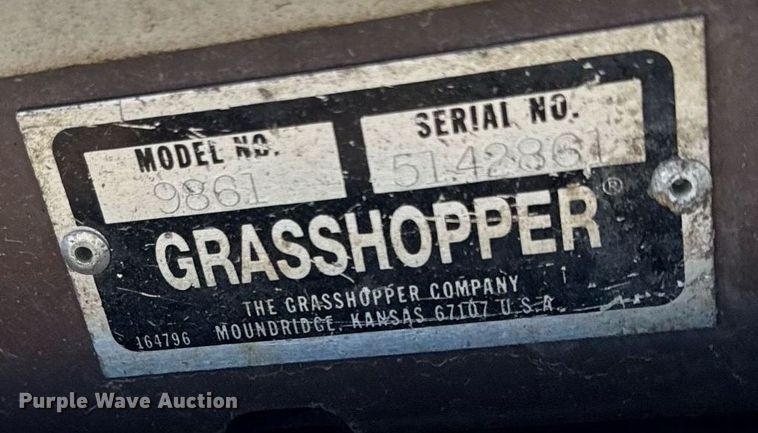 MODEL NO. SERIAL NO.
9861 5142861
GRASSHOPPER®
THE GRASSHOPPER COMPANY
MOUNDRIDGE, KANSAS 67107 U.S.A.
164796
Purple Wave Auction